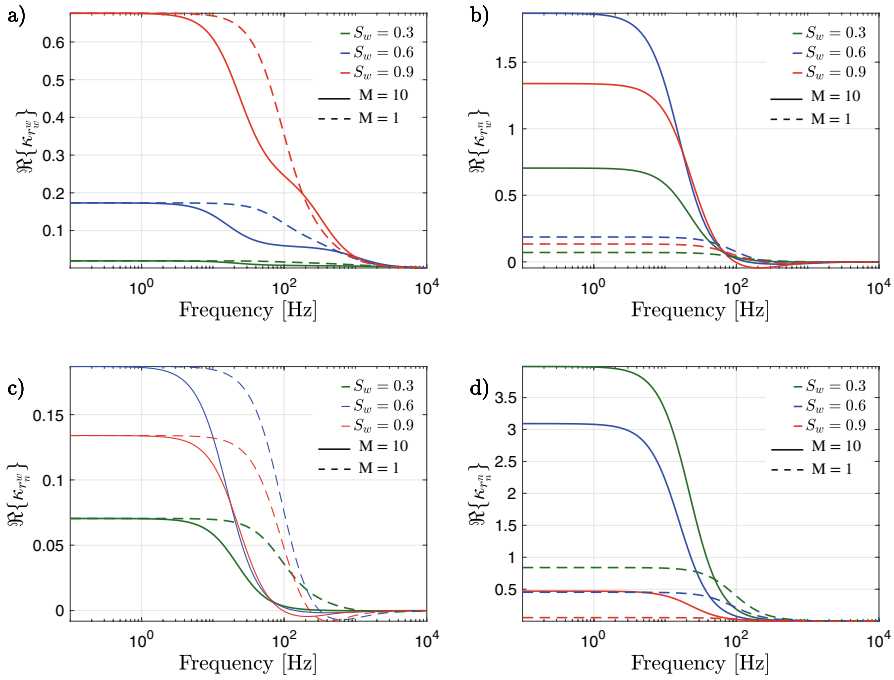 a)
ℜ{κ_{r_w^w}}
0.6
0.5
0.4
0.3
0.2
0.1
10^0 10^2 10^4
Frequency [Hz]
S_w = 0.3
S_w = 0.6
S_w = 0.9
M = 10
M = 1
b)
ℜ{κ_{r_w^n}}
1.5
1
0.5
0
10^0 10^2 10^4
Frequency [Hz]
S_w = 0.3
S_w = 0.6
S_w = 0.9
M = 10
M = 1
c)
ℜ{κ_{r_n^w}}
0.15
0.1
0.05
0
10^0 10^2 10^4
Frequency [Hz]
S_w = 0.3
S_w = 0.6
S_w = 0.9
M = 10
M = 1
d)
ℜ{κ_{r_n^n}}
3.5
3
2.5
2
1.5
1
0.5
10^0 10^2 10^4
Frequency [Hz]
S_w = 0.3
S_w = 0.6
S_w = 0.9
M = 10
M = 1